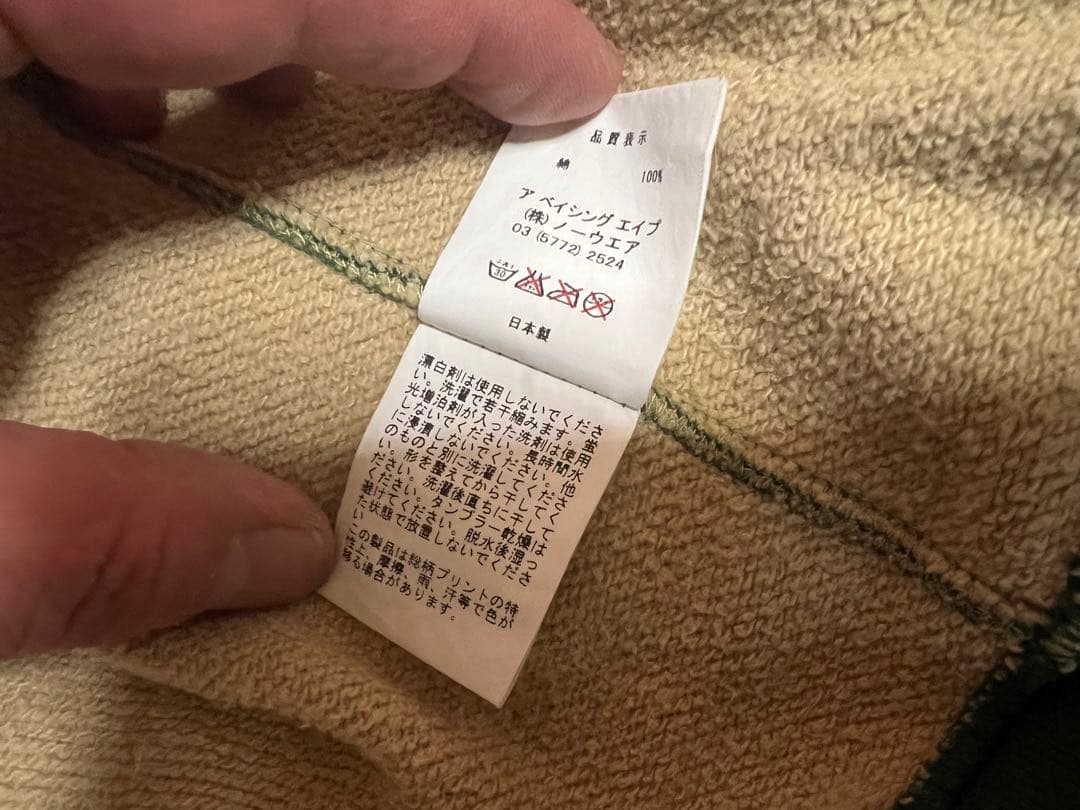 品質表示
綿 100%
ア ベイシング エイプ
(株) ノーウエア
03 (5772) 2524
30
日本製
漂白剤は使用しないでくださ
い。洗濯で若干縮みます。蛍
光増泊剤が入った洗剤は使用
しないでください。長時間水
に浸漬しないでください。他
のものと別に洗濯してくださ
い。形を整えてから干してく
ださい。洗濯後直ちに干して
ください。タンブラー乾燥は
避けてください。脱水後湿っ
た状態で放置しないでくださ
い
この製品は総柄プリントの特
性上、摩擦、雨、汗等で色が
移る場合があります。